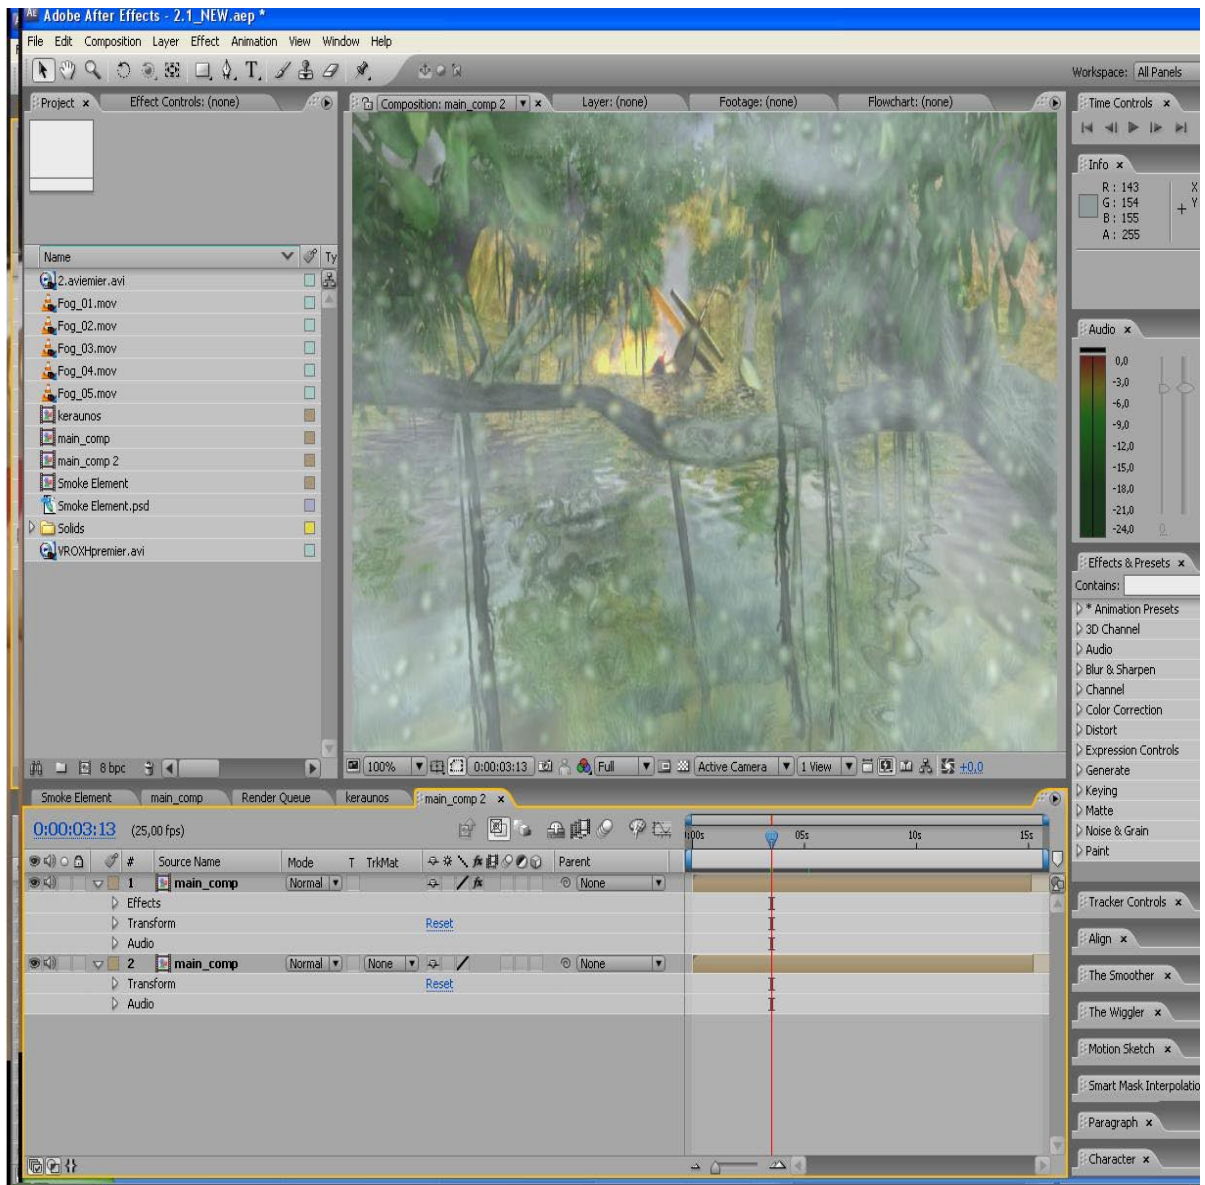 Adobe After Effects - 2.1_NEW.aep *
File Edit Composition Layer Effect Animation View Window Help
Workspace: All Panels
Project × Effect Controls: (none)
Composition: main_comp 2 × Layer: (none) Footage: (none) Flowchart: (none)
Time Controls ×
Info ×
R : 143 X
G : 154 Y
B : 155
A : 255
Name Ty
2.aviemier.avi
Fog_01.mov
Fog_02.mov
Fog_03.mov
Fog_04.mov
Fog_05.mov
keraunos
main_comp
main_comp 2
Smoke Element
Smoke Element.psd
Solids
VROXHpremier.avi
Audio ×
0,0
-3,0
-6,0
-9,0
-12,0
-15,0
-18,0
-21,0
-24,0 0
Effects & Presets ×
Contains:
* Animation Presets
3D Channel
Audio
Blur & Sharpen
Channel
Color Correction
Distort
Expression Controls
Generate
Keying
Matte
Noise & Grain
Paint
8 bpc
100% 0:00:03:13 Full Active Camera 1 View +0,0
Smoke Element main_comp Render Queue keraunos main_comp 2 ×
0:00:03:13 (25,00 fps)
00s 05s 10s 15s
# Source Name Mode T TrkMat Parent
1 main_comp Normal None
Effects
Transform Reset
Audio
2 main_comp Normal None None
Transform Reset
Audio
Tracker Controls ×
Align ×
The Smoother ×
The Wiggler ×
Motion Sketch ×
Smart Mask Interpolatio
Paragraph ×
Character ×